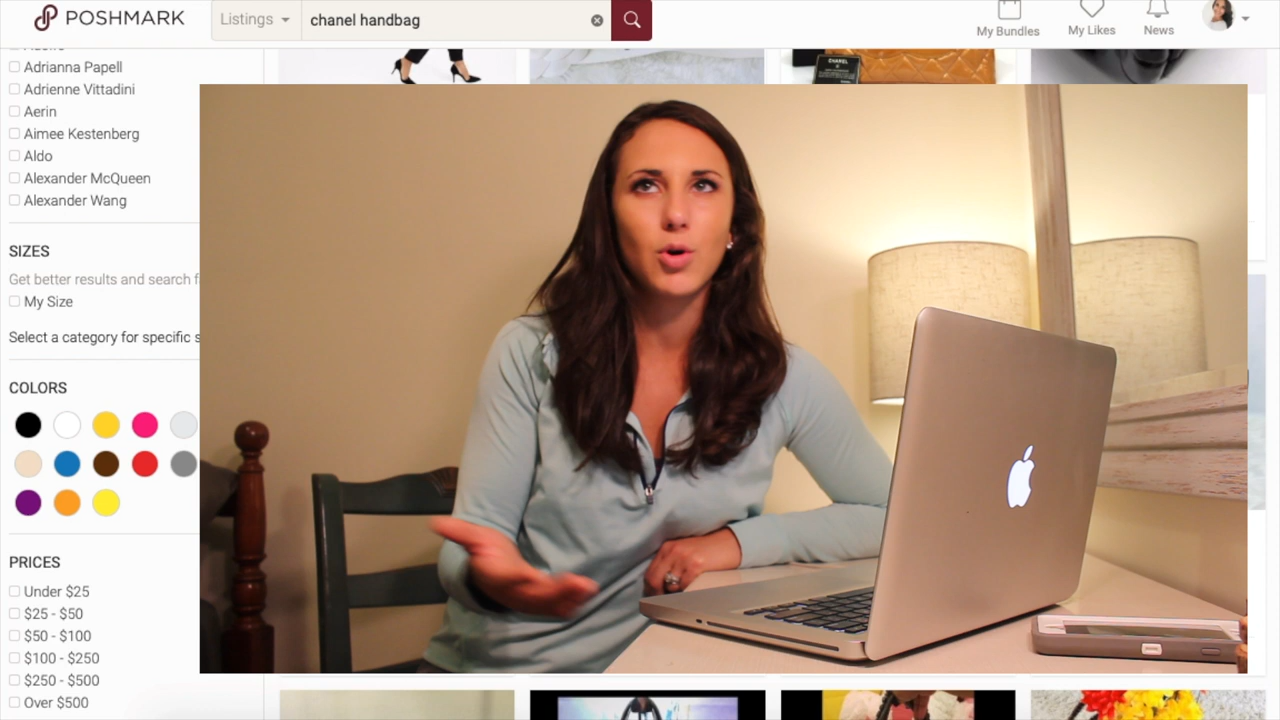 POSHMARK
Listings
chanel handbag
My Bundles
My Likes
News
Adrianna Papell
Adrienne Vittadini
Aerin
Aimee Kestenberg
Aldo
Alexander McQueen
Alexander Wang
SIZES
Get better results and search f
My Size
Select a category for specific s
COLORS
PRICES
Under $25
$25 - $50
$50 - $100
$100 - $250
$250 - $500
Over $500
CHANEL